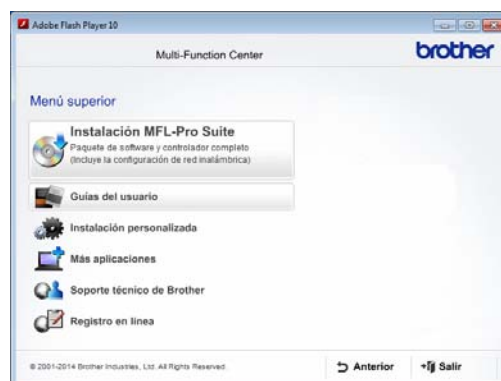 Adobe Flash Player 10
Multi-Function Center
brother
Menú superior
Instalación MFL-Pro Suite
Paquete de software y controlador completo
(Incluye la configuración de red inalámbrica)
Guías del usuario
Instalación personalizada
Más aplicaciones
Soporte técnico de Brother
Registro en línea
© 2001-2014 Brother Industries, Ltd. All Rights Reserved.
Anterior
Salir